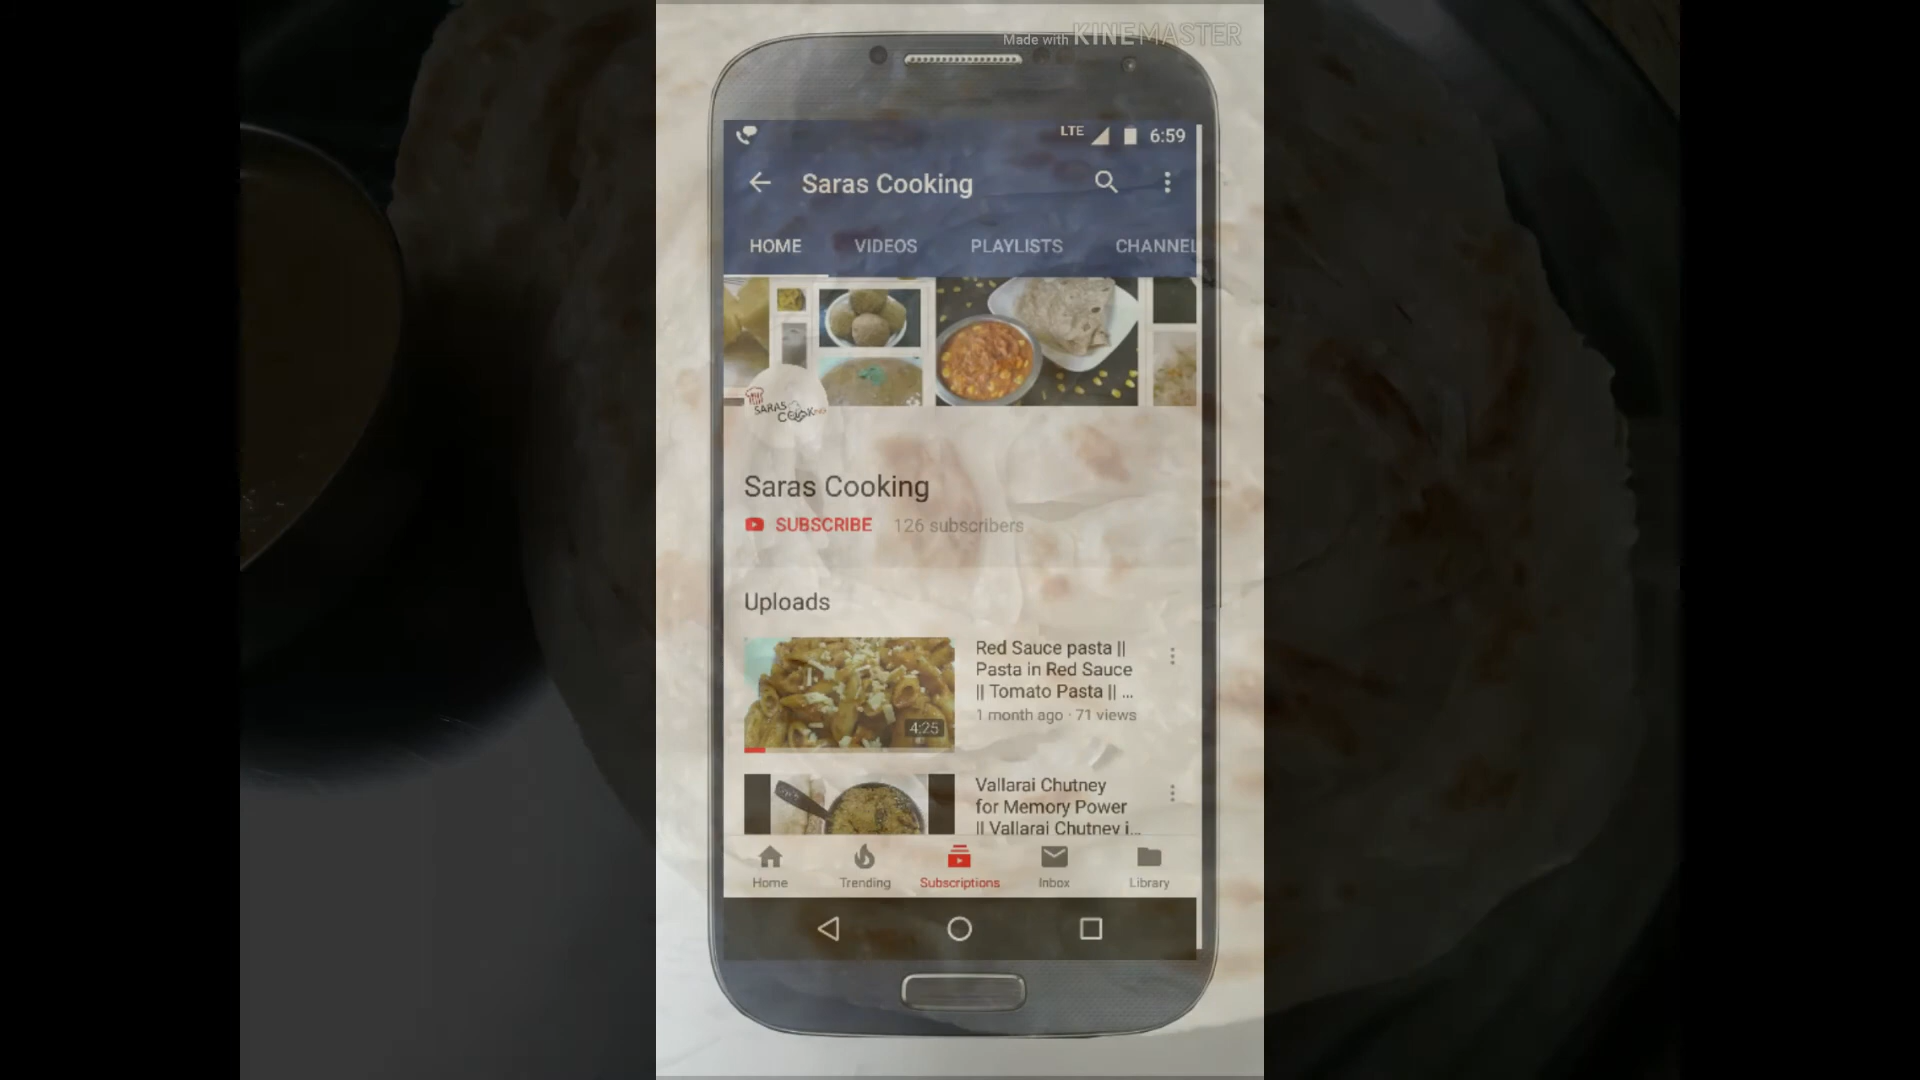 Made with KINEMASTER
LTE 6:59
Saras Cooking
HOME VIDEOS PLAYLISTS CHANNEL
SARAS
Saras Cooking
SUBSCRIBE 126 subscribers
Uploads
Red Sauce pasta ||
Pasta in Red Sauce
|| Tomato Pasta || ...
1 month ago · 71 views
4:25
Vallarai Chutney
for Memory Power
|| Vallarai Chutney i...
Home Trending Subscriptions Inbox Library